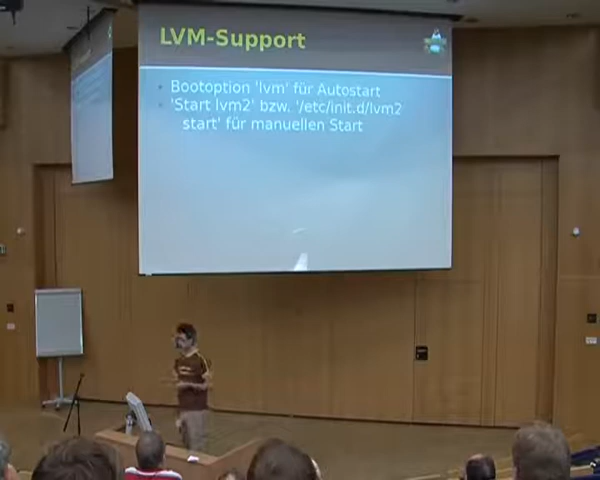 LVM-Support
Bootoption 'lvm' für Autostart
'Start lvm2' bzw. '/etc/init.d/lvm2
start' für manuellen Start